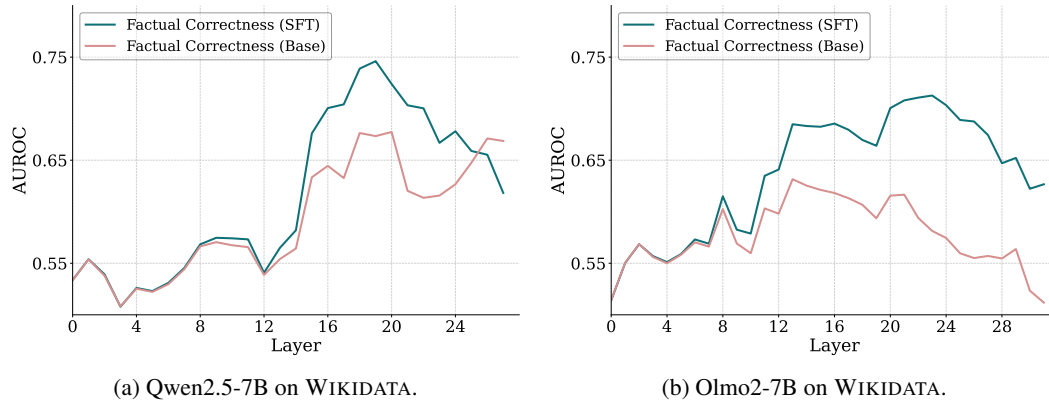 Factual Correctness (SFT)
Factual Correctness (Base)
0.75
0.65
0.55
AUROC
0 4 8 12 16 20 24
Layer
(a) Qwen2.5-7B on WIKIDATA.
Factual Correctness (SFT)
Factual Correctness (Base)
0.75
0.65
0.55
AUROC
0 4 8 12 16 20 24 28
Layer
(b) Olmo2-7B on WIKIDATA.